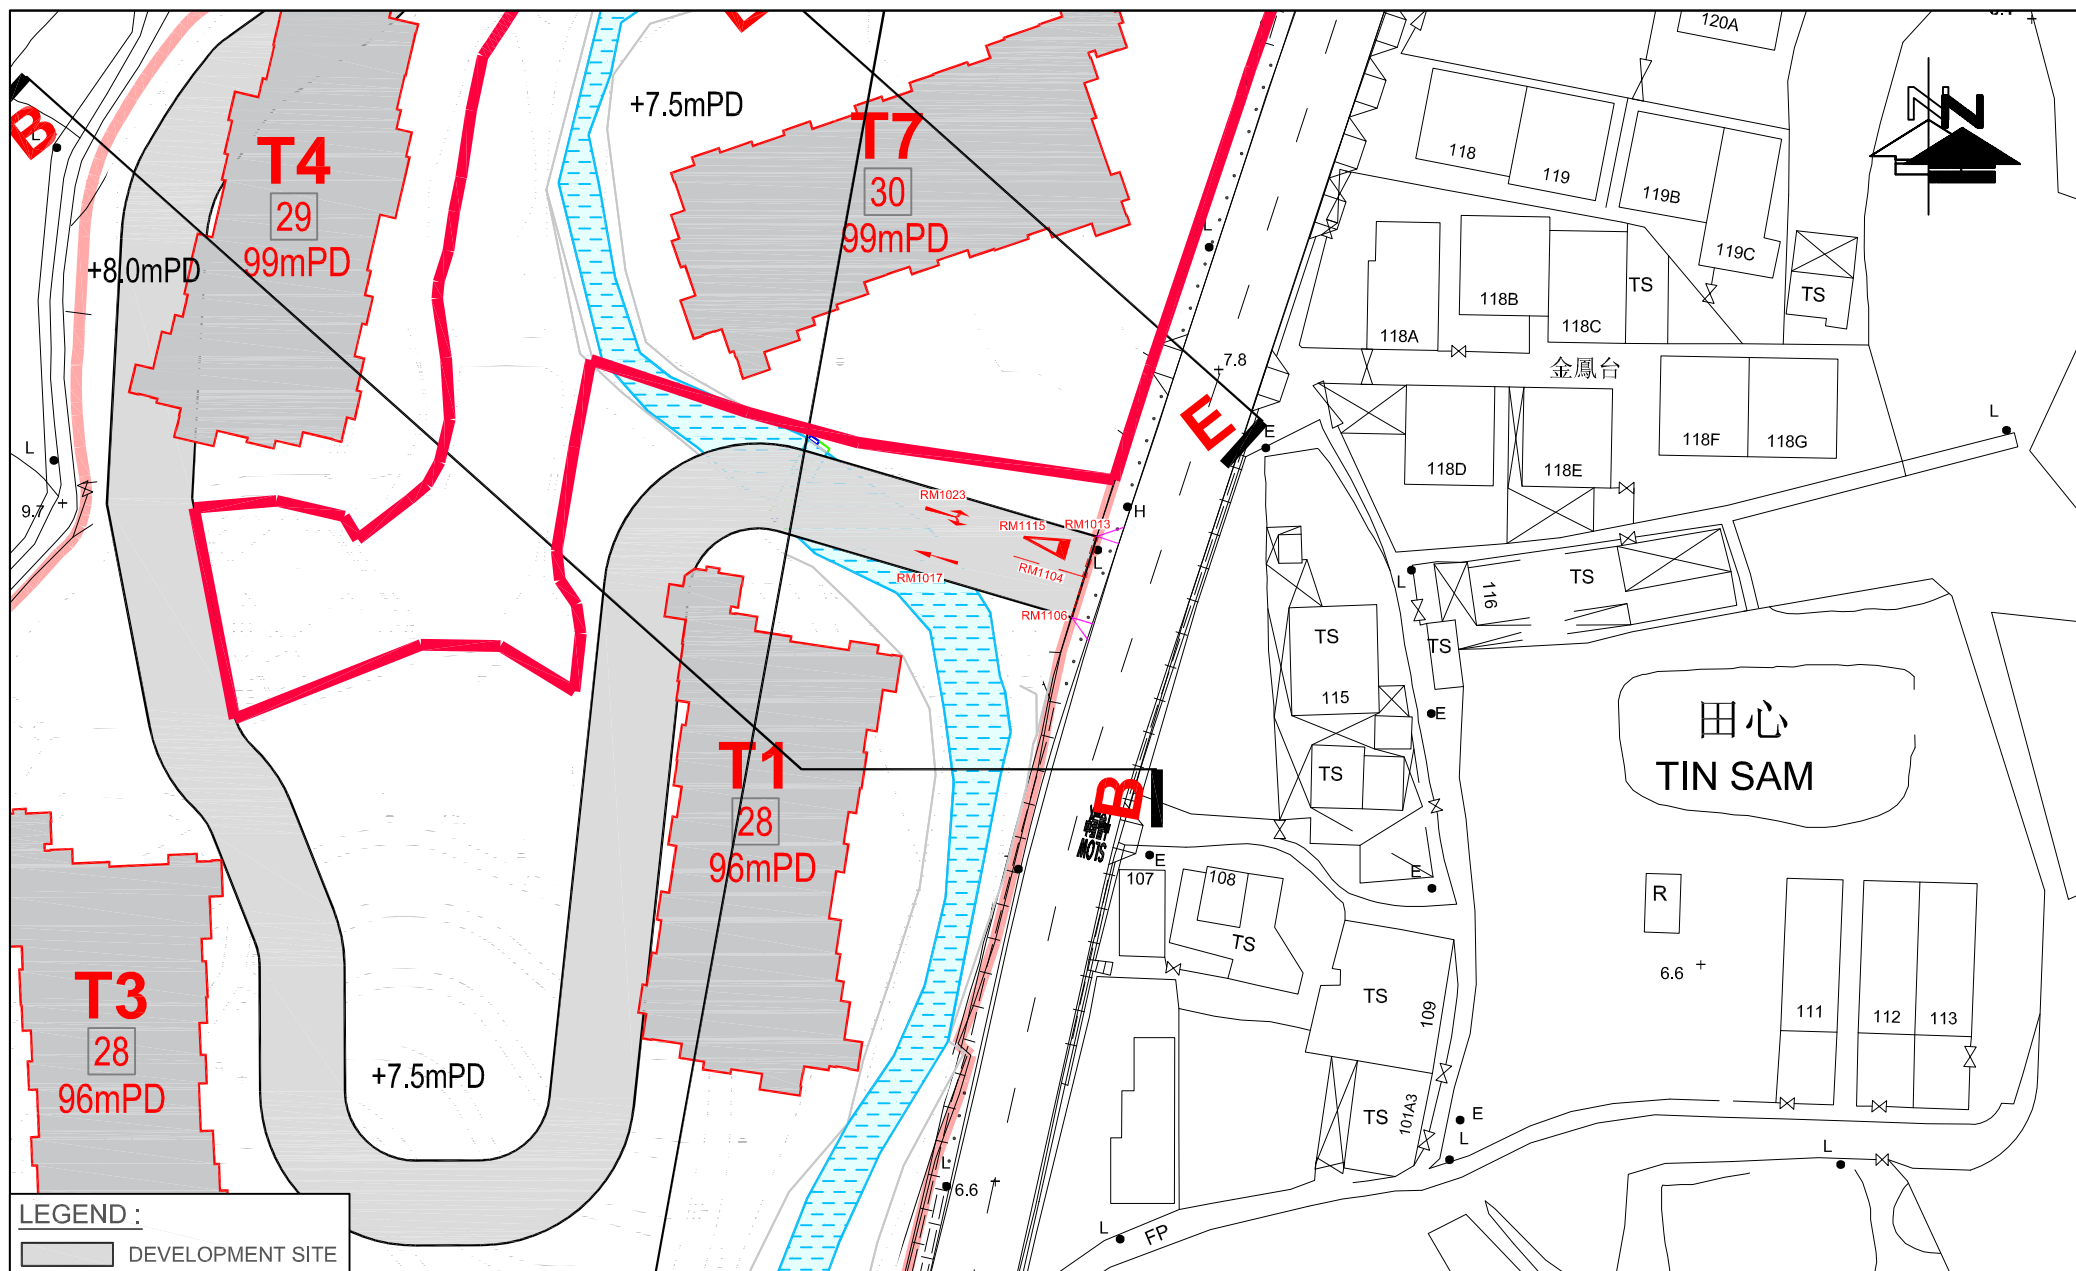 120A
+7.5mPD
T7
30
99mPD
T4
29
99mPD
+8.0mPD
B
L
N
118
119
119B
119C
TS
118A
118B
118C
TS
金鳳台
118F
118G
118D
118E
L
L
7.8
E
E
H
L
L
9.7
RM1023
RM1115
RM1013
RM1104
RM1017
RM1106
L
116
TS
TS
TS
115
TS
E
田心
TIN SAM
T1
28
96mPD
B
SLOW
E
E
107
108
TS
R
6.6
111
112
113
TS
109
TS
101A3
E
L
L
T3
28
96mPD
+7.5mPD
L
6.6
L
FP
LEGEND :
DEVELOPMENT SITE